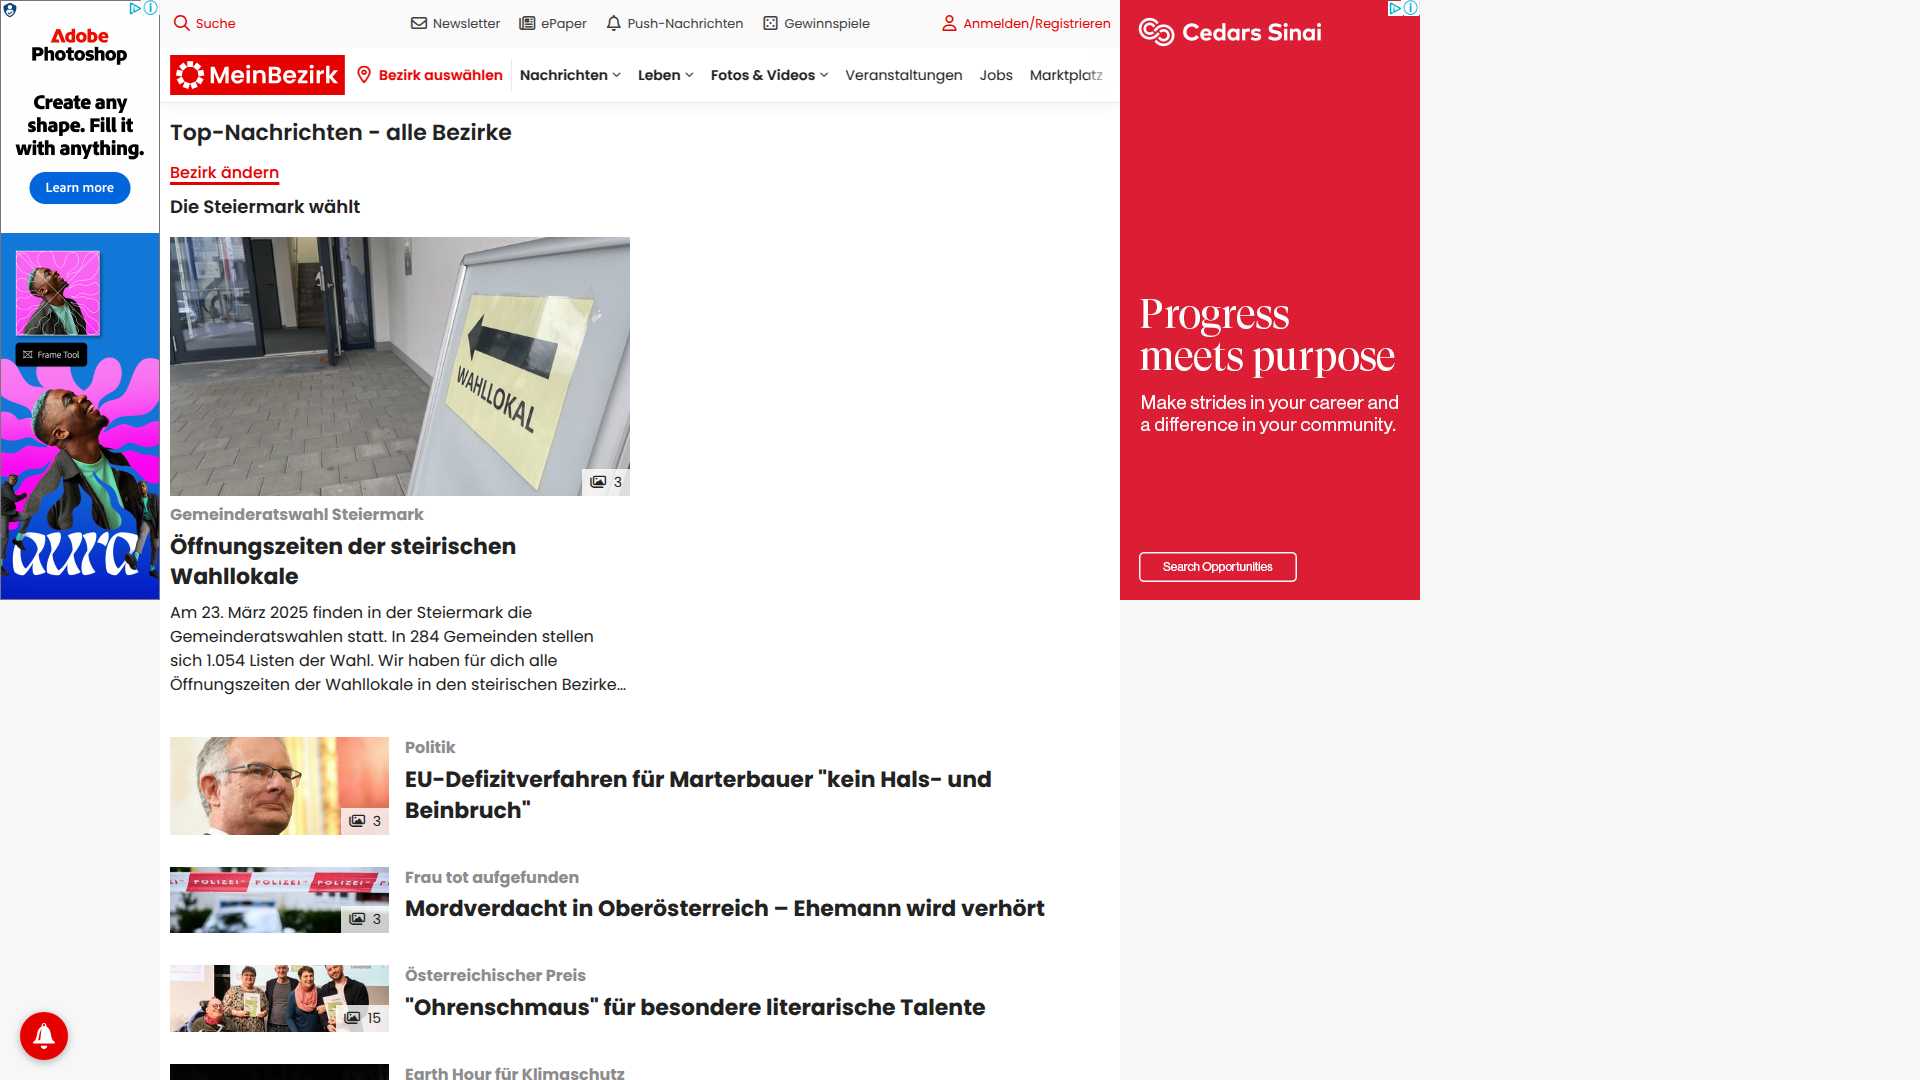 Adobe
Photoshop
Create any
shape. Fill it
with anything.
Learn more
Frame Tool
aura
Suche
Newsletter
ePaper
Push-Nachrichten
Gewinnspiele
Anmelden/Registrieren
MeinBezirk
Bezirk auswählen
Nachrichten
Leben
Fotos & Videos
Veranstaltungen
Jobs
Marktplatz
Top-Nachrichten - alle Bezirke
Bezirk ändern
Die Steiermark wählt
WAHLLOKAL
3
Gemeinderatswahl Steiermark
Öffnungszeiten der steirischen
Wahllokale
Am 23. März 2025 finden in der Steiermark die
Gemeinderatswahlen statt. In 284 Gemeinden stellen
sich 1.054 Listen der Wahl. Wir haben für dich alle
Öffnungszeiten der Wahllokale in den steirischen Bezirke...
3
Politik
EU-Defizitverfahren für Marterbauer "kein Hals- und
Beinbruch"
POLIZEI POLIZEI POLIZEI
3
Frau tot aufgefunden
Mordverdacht in Oberösterreich – Ehemann wird verhört
15
Österreichischer Preis
"Ohrenschmaus" für besondere literarische Talente
Earth Hour für Klimaschutz
Cedars Sinai
Progress
meets purpose
Make strides in your career and
a difference in your community.
Search Opportunities